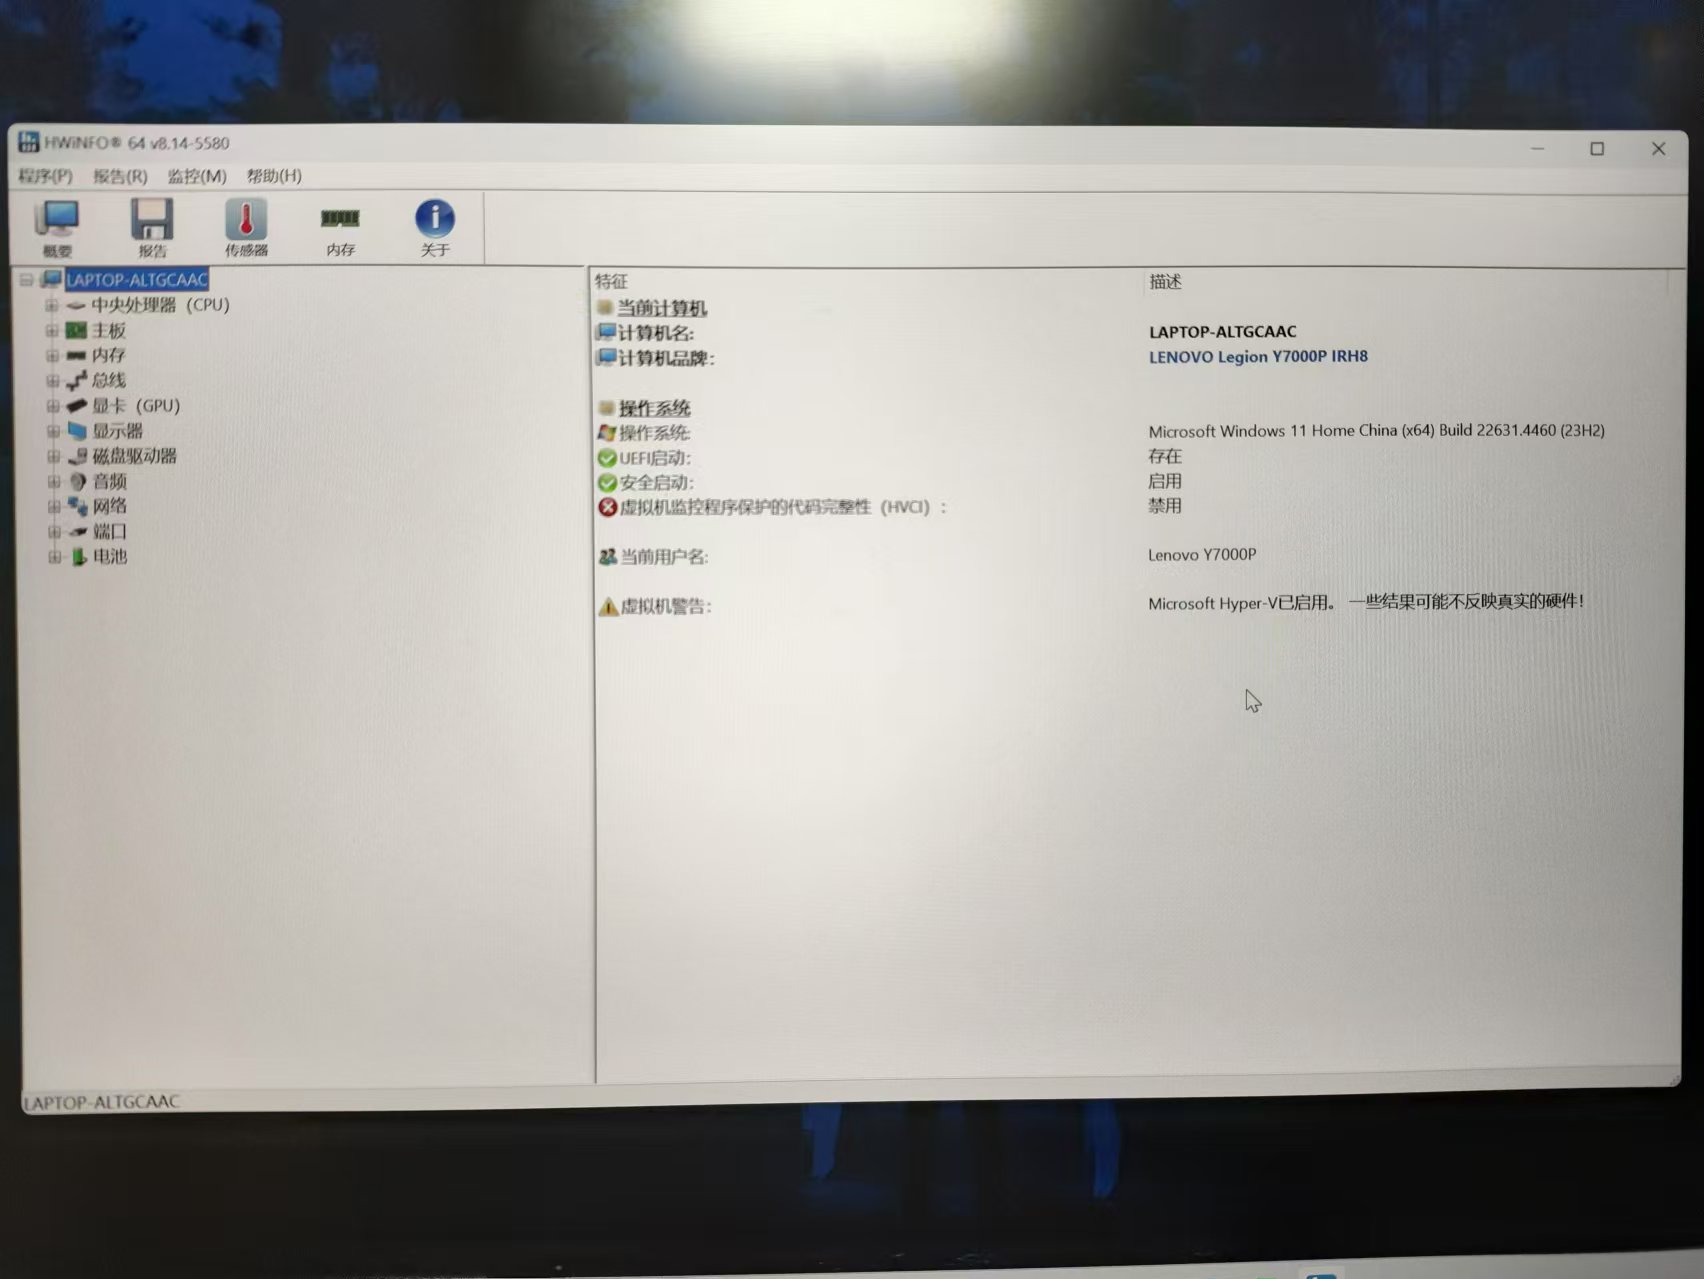 HWiNFO® 64 v8.14-5580
程序(P) 报告(R) 监控(M) 帮助(H)
概要 报告 传感器 内存 关于
LAPTOP-ALTGCAAC
中央处理器 (CPU)
主板
内存
总线
显卡 (GPU)
显示器
磁盘驱动器
音频
网络
端口
电池
特征 描述
当前计算机
计算机名: LAPTOP-ALTGCAAC
计算机品牌: LENOVO Legion Y7000P IRH8
操作系统
操作系统: Microsoft Windows 11 Home China (x64) Build 22631.4460 (23H2)
UEFI启动: 存在
安全启动: 启用
虚拟机监控程序保护的代码完整性 (HVCI) : 禁用
当前用户名: Lenovo Y7000P
虚拟机警告: Microsoft Hyper-V已启用。 一些结果可能不反映真实的硬件!
LAPTOP-ALTGCAAC